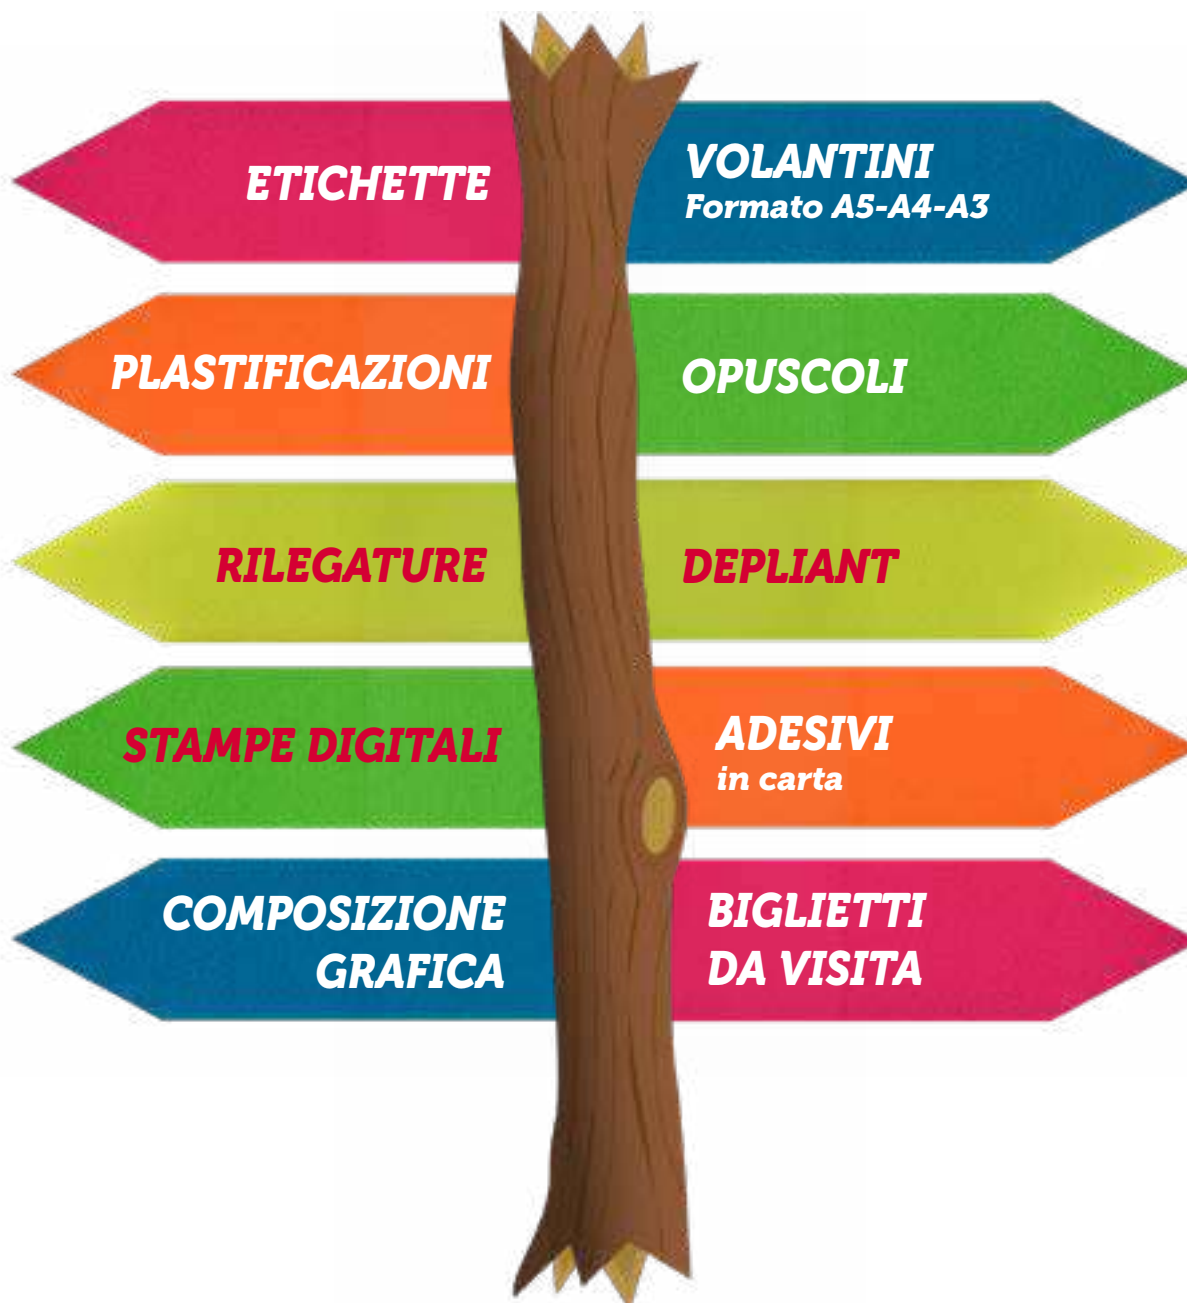 ETICHETTE
VOLANTINI
Formato A5-A4-A3
PLASTIFICAZIONI
OPUSCOLI
RILEGATURE
DEPLIANT
STAMPE DIGITALI
ADESIVI
in carta
COMPOSIZIONE
GRAFICA
BIGLIETTI
DA VISITA